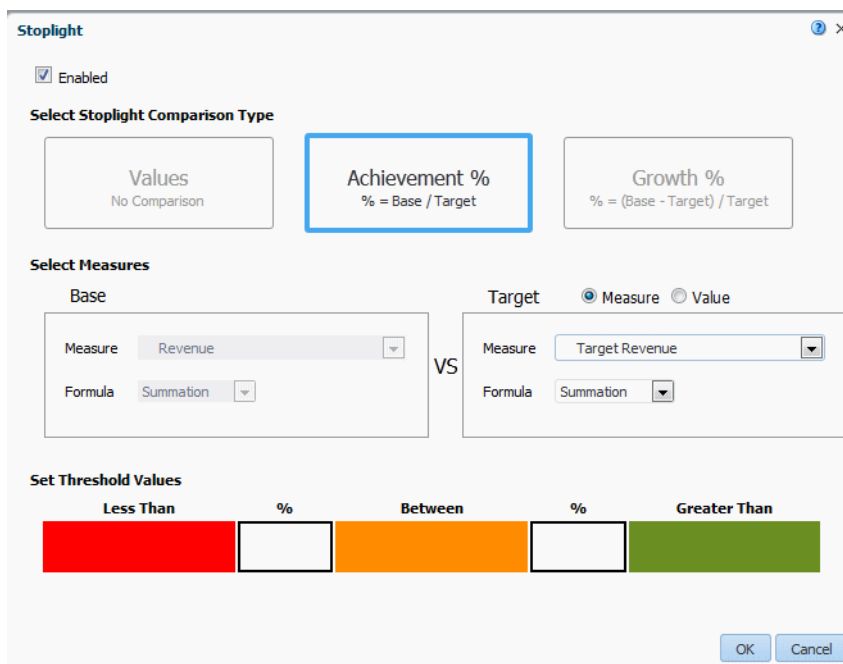 Stoplight
Enabled
Select Stoplight Comparison Type
Values
No Comparison
Achievement %
% = Base / Target
Growth %
% = (Base - Target) / Target
Select Measures
Base
Target Measure Value
Measure Revenue
Formula Summation
VS
Measure Target Revenue
Formula Summation
Set Threshold Values
Less Than % Between % Greater Than
OK Cancel